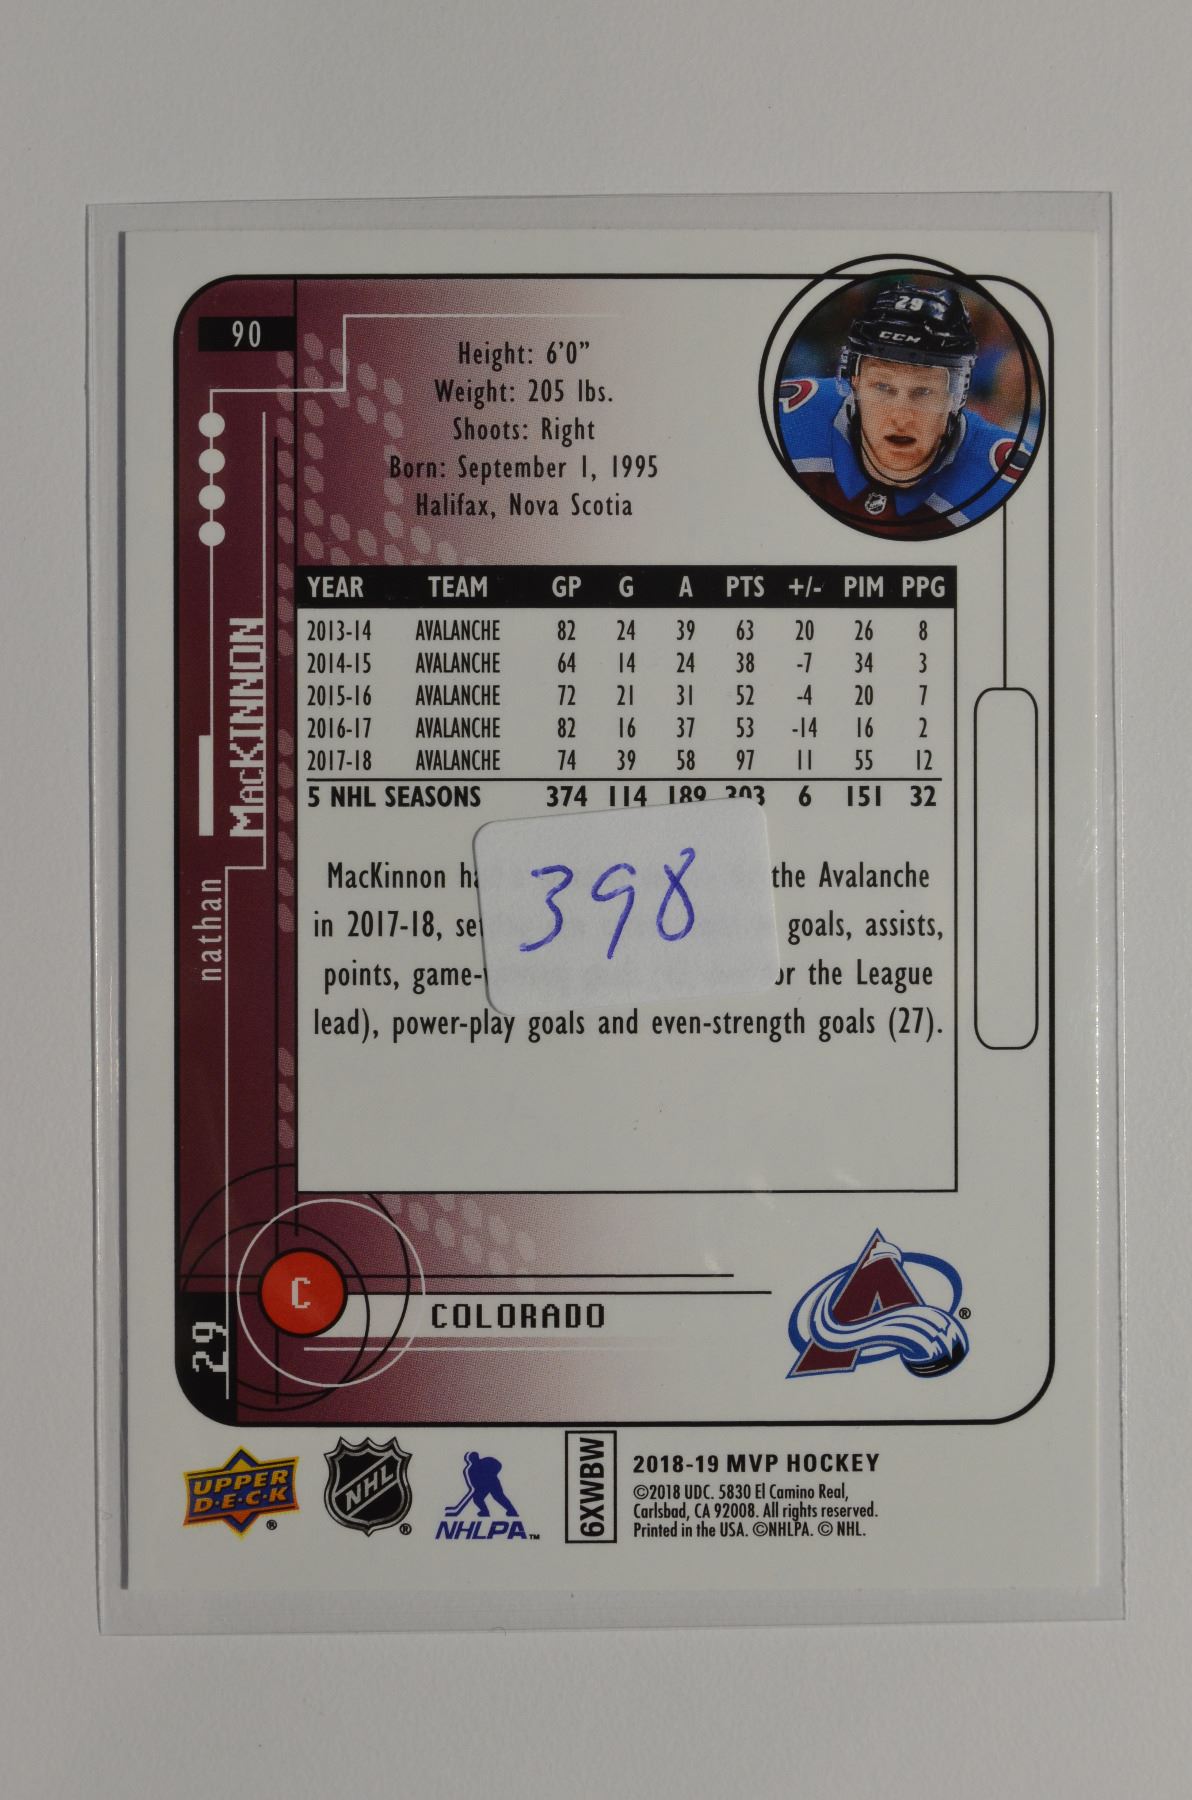 90
29
CCM
Height: 6'0"
Weight: 205 lbs.
Shoots: Right
Born: September 1, 1995
Halifax, Nova Scotia
nathan MacKINNON
YEAR TEAM GP G A PTS +/- PIM PPG
2013-14 AVALANCHE 82 24 39 63 20 26 8
2014-15 AVALANCHE 64 14 24 38 -7 34 3
2015-16 AVALANCHE 72 21 31 52 -4 20 7
2016-17 AVALANCHE 82 16 37 53 -14 16 2
2017-18 AVALANCHE 74 39 58 97 11 55 12
5 NHL SEASONS 374 114 189 303 6 151 32
398
MacKinnon the Avalanche
in 2017-18, goals, assists,
points, the League
lead), power-play goals and even-strength goals (27).
C
COLORADO
29
®
UPPER
D·E·C·K
®
NHL
®
NHLPA™
6XWBW
2018-19 MVP HOCKEY
©2018 UDC. 5830 El Camino Real,
Carlsbad, CA 92008. All rights reserved.
Printed in the USA. ©NHLPA. © NHL.